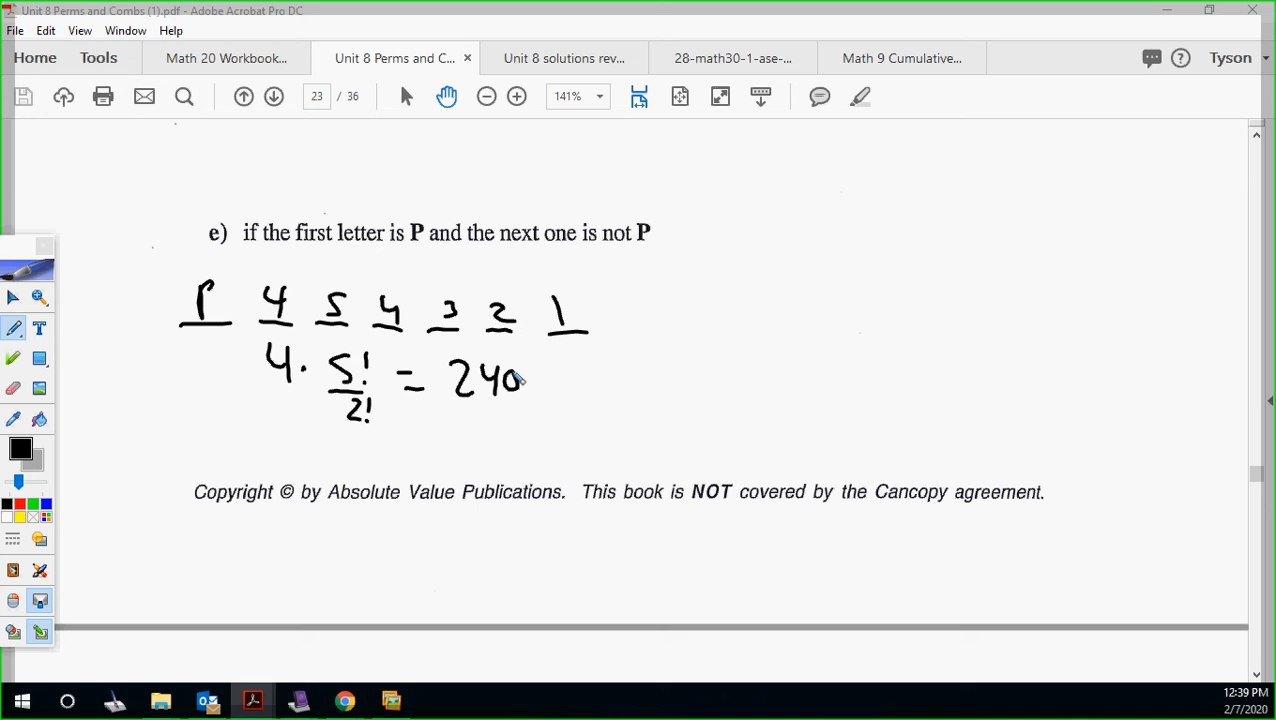 Unit 8 Perms and Combs (1).pdf - Adobe Acrobat Pro DC
File Edit View Window Help
Home Tools Math 20 Workbook... Unit 8 Perms and C... × Unit 8 solutions rev... 28-math30-1-ase-... Math 9 Cumulative... Tyson
23 / 36 141%
e) if the first letter is P and the next one is not P
P 4 5 4 3 2 1
4 · 5! = 240
2!
Copyright © by Absolute Value Publications. This book is NOT covered by the Cancopy agreement.
12:39 PM
2/7/2020